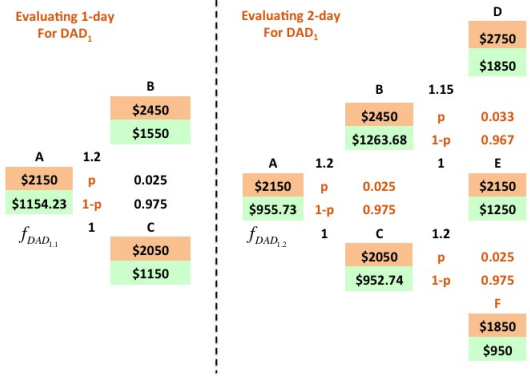 Evaluating 1-day
For DAD1
B
$2450
$1550
A 1.2
$2150 p 0.025
$1154.23 1-p 0.975
fDAD1.1 1 C
$2050
$1150
Evaluating 2-day
For DAD1
D
$2750
$1850
B 1.15
$2450 p 0.033
$1263.68 1-p 0.967
A 1.2 1 E
$2150 p 0.025 $2150
$955.73 1-p 0.975 $1250
fDAD1.2 1 C 1.2
$2050 p 0.025
$952.74 1-p 0.975
F
$1850
$950